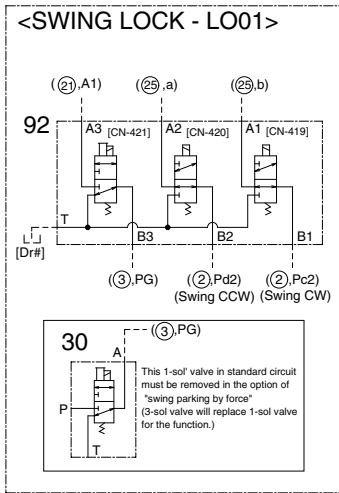 <SWING LOCK - LO01>
(21,A1) (25,a) (25,b)
92
A3 [CN-421] A2 [CN-420] A1 [CN-419]
T
[Dr#]
B3 B2 B1
(3,PG) (2,Pd2) (2,Pc2)
(Swing CCW) (Swing CW)
(3,PG)
30
A
This 1-sol' valve in standard circuit
must be removed in the option of
"swing parking by force"
(3-sol valve will replace 1-sol valve
for the function.)
P
T